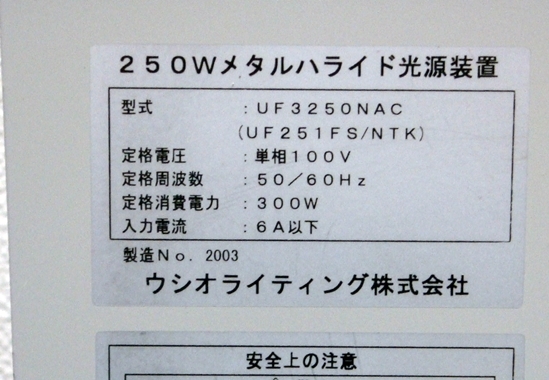 ２５０Ｗメタルハライド光源装置
型式　：ＵＦ３２５０ＮＡＣ
（ＵＦ２５１ＦＳ／ＮＴＫ）
定格電圧　：単相１００Ｖ
定格周波数　：５０／６０Ｈｚ
定格消費電力：３００Ｗ
入力電流　：６Ａ以下
製造Ｎｏ．2003
ウシオライティング株式会社
安全上の注意